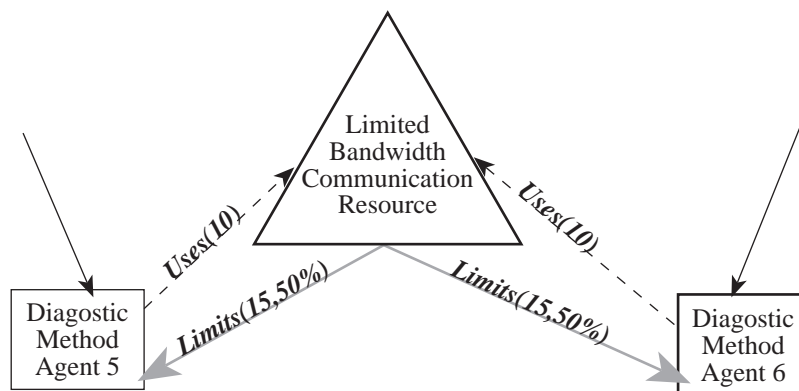 Limited
Bandwidth
Communication
Resource
Uses(10)
Uses(10)
Limits(15,50%)
Limits(15,50%)
Diagostic
Method
Agent 5
Diagostic
Method
Agent 6